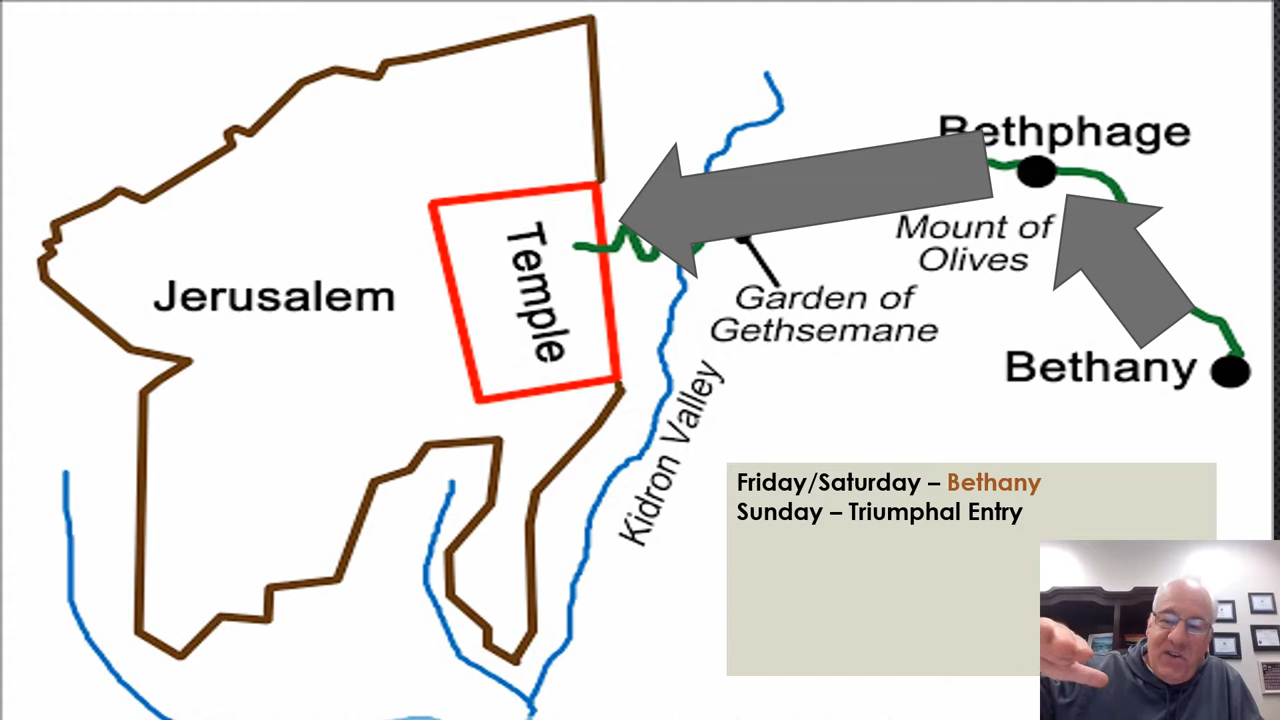 Bethphage
Mount of
Olives
Temple
Jerusalem
Garden of
Gethsemane
Bethany
Kidron Valley
Friday/Saturday – Bethany
Sunday – Triumphal Entry